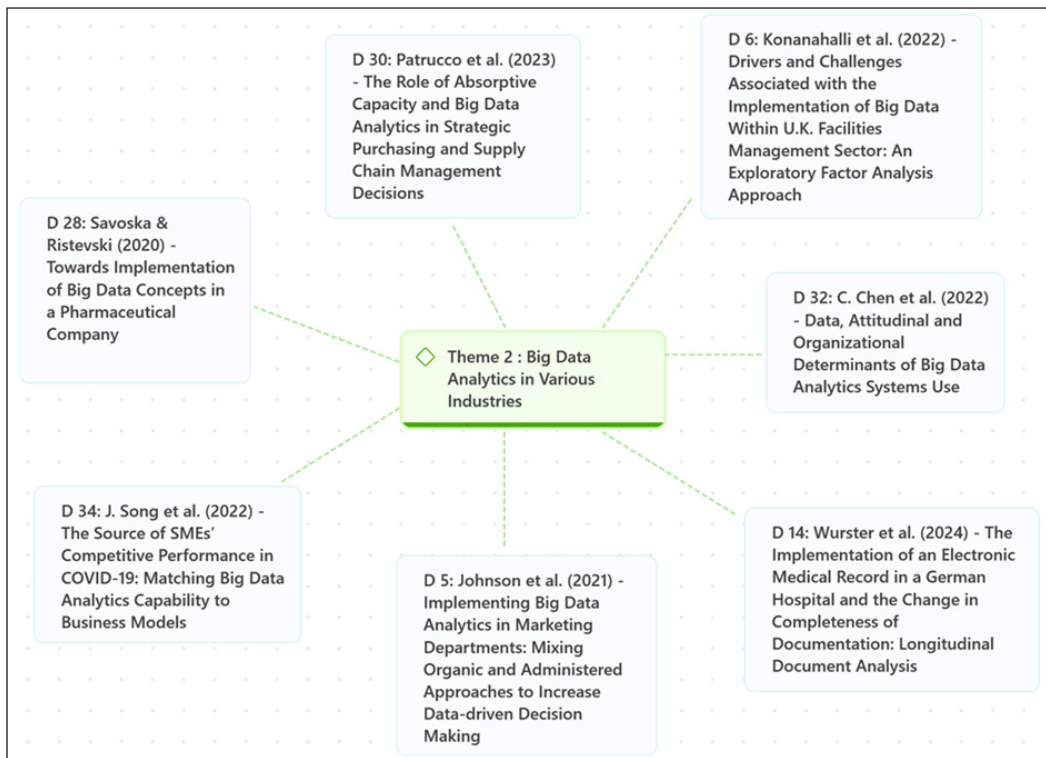 D 30: Patrucco et al. (2023)
- The Role of Absorptive
Capacity and Big Data
Analytics in Strategic
Purchasing and Supply
Chain Management
Decisions
D 6: Konanahalli et al. (2022) -
Drivers and Challenges
Associated with the
Implementation of Big Data
Within U.K. Facilities
Management Sector: An
Exploratory Factor Analysis
Approach
D 28: Savoska &
Ristevski (2020) -
Towards Implementation
of Big Data Concepts in
a Pharmaceutical
Company
D 32: C. Chen et al. (2022)
- Data, Attitudinal and
Organizational
Determinants of Big Data
Analytics Systems Use
Theme 2 : Big Data
Analytics in Various
Industries
D 34: J. Song et al. (2022) -
The Source of SMEs’
Competitive Performance in
COVID-19: Matching Big Data
Analytics Capability to
Business Models
D 5: Johnson et al. (2021) -
Implementing Big Data
Analytics in Marketing
Departments: Mixing
Organic and Administered
Approaches to Increase
Data-driven Decision
Making
D 14: Wurster et al. (2024) - The
Implementation of an Electronic
Medical Record in a German
Hospital and the Change in
Completeness of
Documentation: Longitudinal
Document Analysis